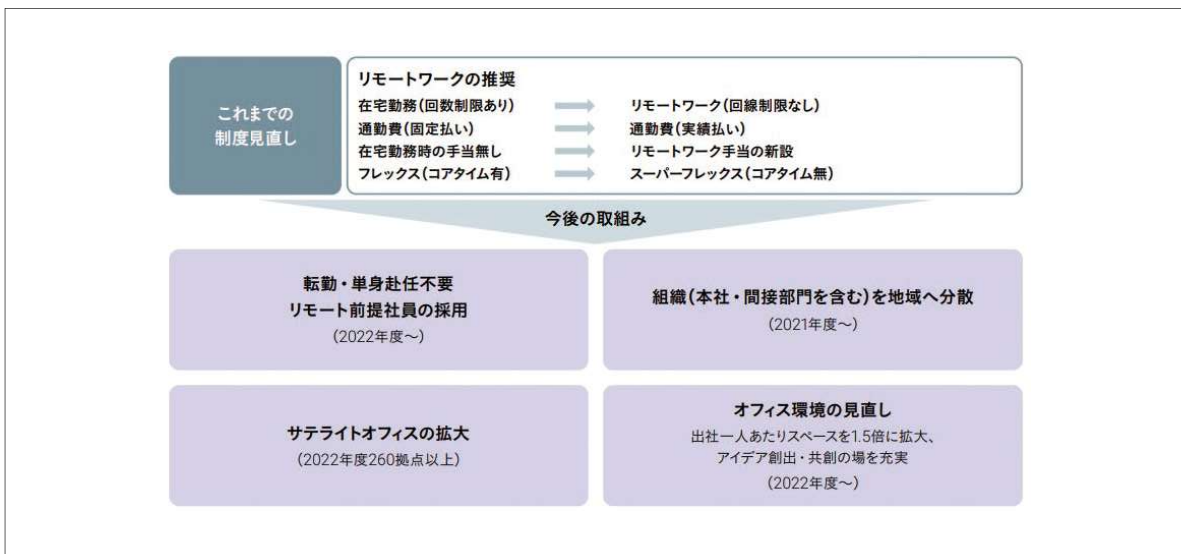 これまでの
制度見直し
リモートワークの推奨
在宅勤務(回数制限あり) リモートワーク(回線制限なし)
通勤費(固定払い) 通勤費(実績払い)
在宅勤務時の手当無し リモートワーク手当の新設
フレックス(コアタイム有) スーパーフレックス(コアタイム無)
今後の取組み
転勤・単身赴任不要
リモート前提社員の採用
(2022年度～)
組織(本社・間接部門を含む)を地域へ分散
(2021年度～)
サテライトオフィスの拡大
(2022年度260拠点以上)
オフィス環境の見直し
出社一人あたりスペースを1.5倍に拡大、
アイデア創出・共創の場を充実
(2022年度～)